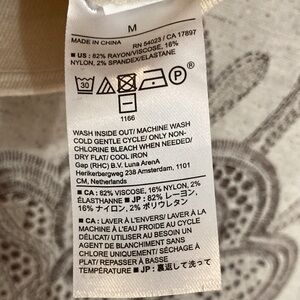 M
MADE IN CHINA RN 54023 / CA 17897
■ US: 82% RAYON/VISCOSE, 16%
NYLON, 2% SPANDEX/ELASTANE
30 P
1166
WASH INSIDE OUT/ MACHINE WASH
COLD GENTLE CYCLE/ ONLY NON-
CHLORINE BLEACH WHEN NEEDED/
DRY FLAT/ COOL IRON
Gap (RHC) B.V. Luna ArenA
Herikerbergweg 238 Amsterdam, 1101
CM, Netherlands
■ CA: 82% VISCOSE, 16% NYLON, 2%
ÉLASTHANNE ■ JP: 82% レーヨン,
16% ナイロン, 2% ポリウレタン
■ CA: LAVER À L'ENVERS/ LAVER À LA
MACHINE À L'EAU FROIDE AU CYCLE
DÉLICAT/ UTILISER AU BESOIN UN
AGENT DE BLANCHIMENT SANS
CHLORE UNIQUEMENT/ SÉCHAGE À
PLAT/ REPASSER À BASSE
TEMPÉRATURE ■ JP: 裏返して洗って